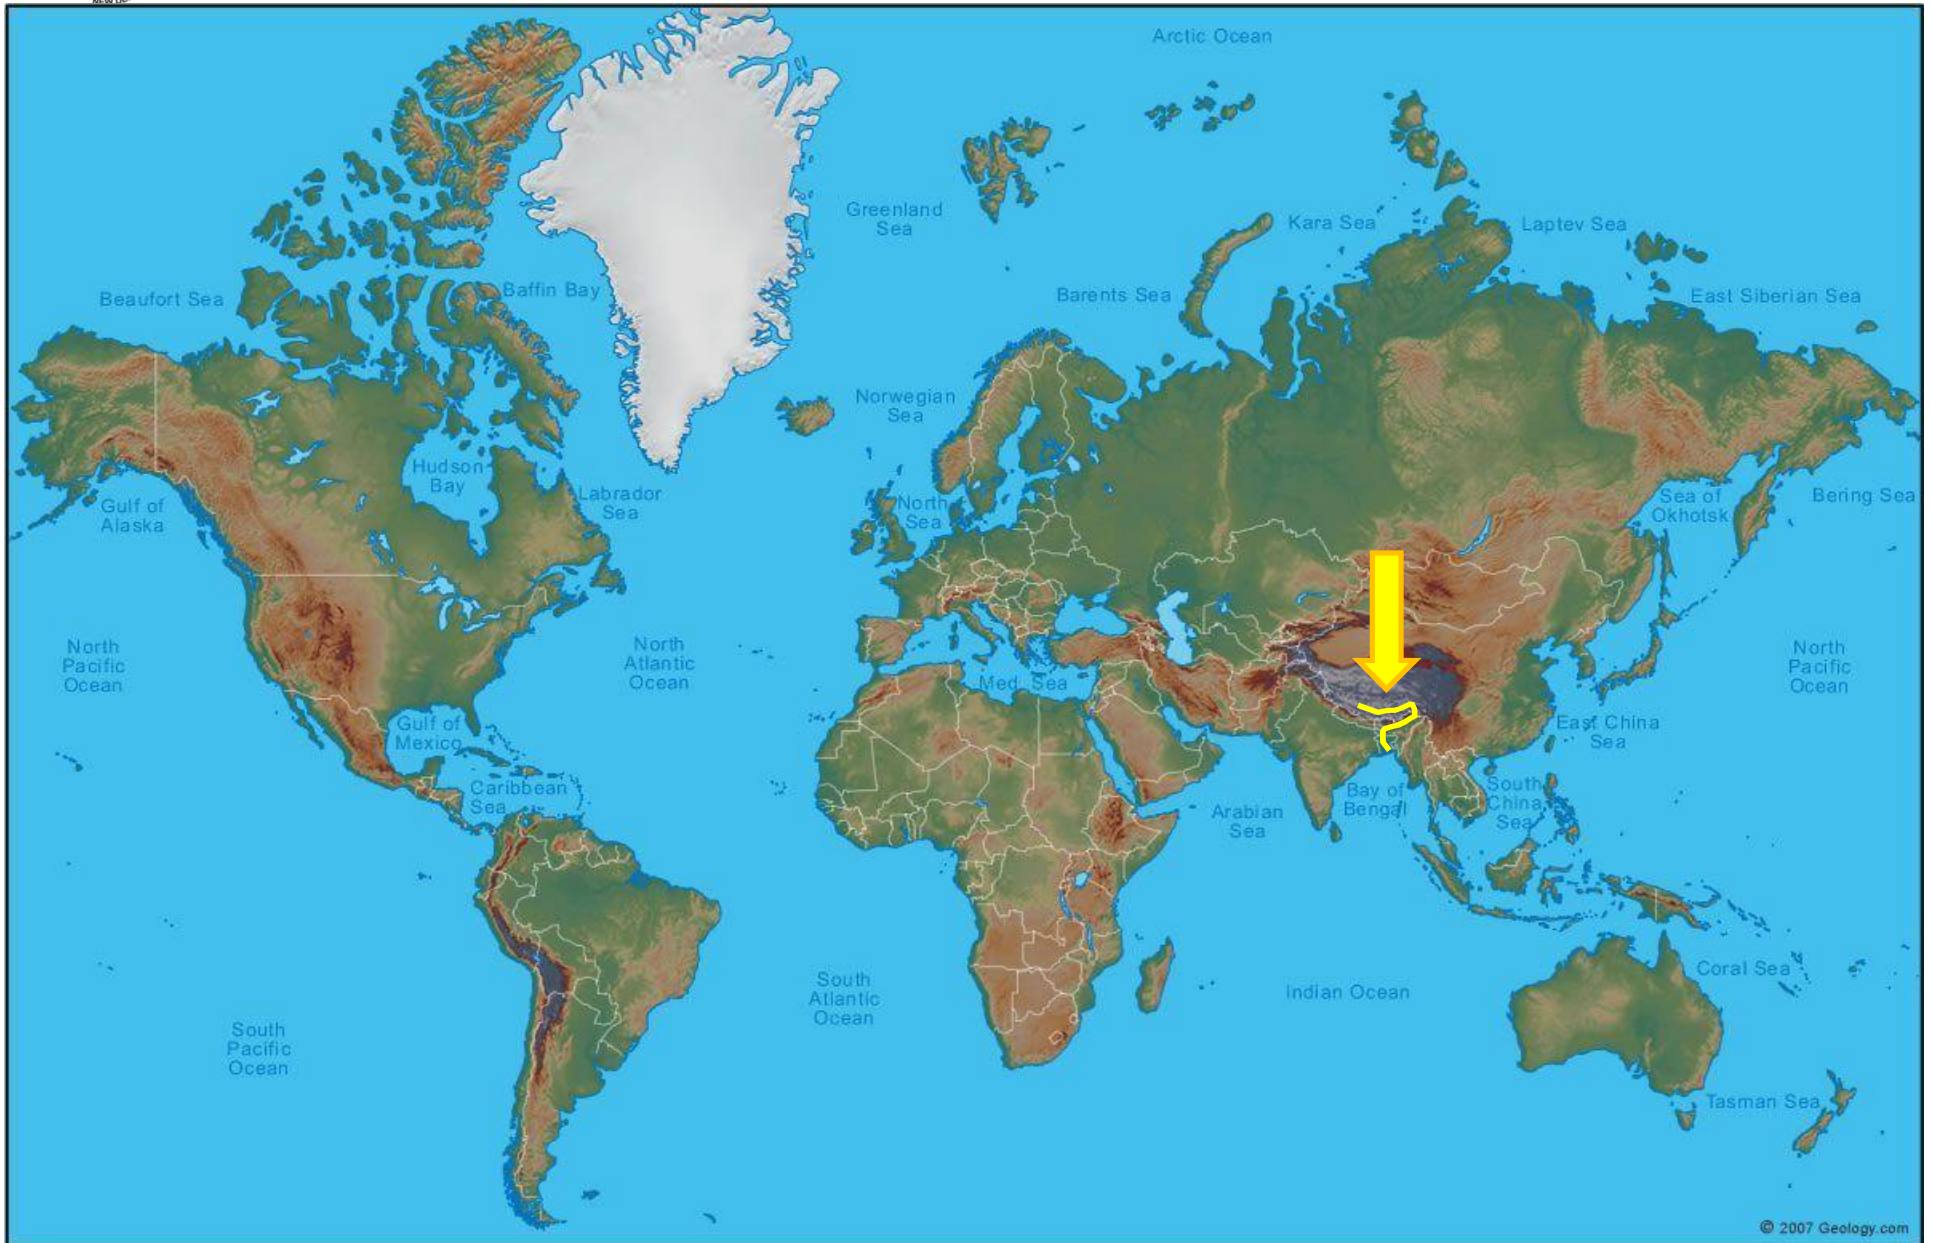 Arctic Ocean
Greenland
Sea
Kara Sea
Laptev Sea
Beaufort Sea
Baffin Bay
Barents Sea
East Siberian Sea
Norwegian
Sea
Hudson
Bay
Labrador
Sea
Gulf of
Alaska
North
Sea
Sea of
Okhotsk
Bering Sea
North
Pacific
Ocean
North
Atlantic
Ocean
Med. Sea
North
Pacific
Ocean
Gulf of
Mexico
East China
Sea
Caribbean
Sea
Arabian
Sea
Bay of
Bengal
South
China
Sea
South
Atlantic
Ocean
Indian Ocean
Coral Sea
South
Pacific
Ocean
Tasman Sea
© 2007 Geology.com